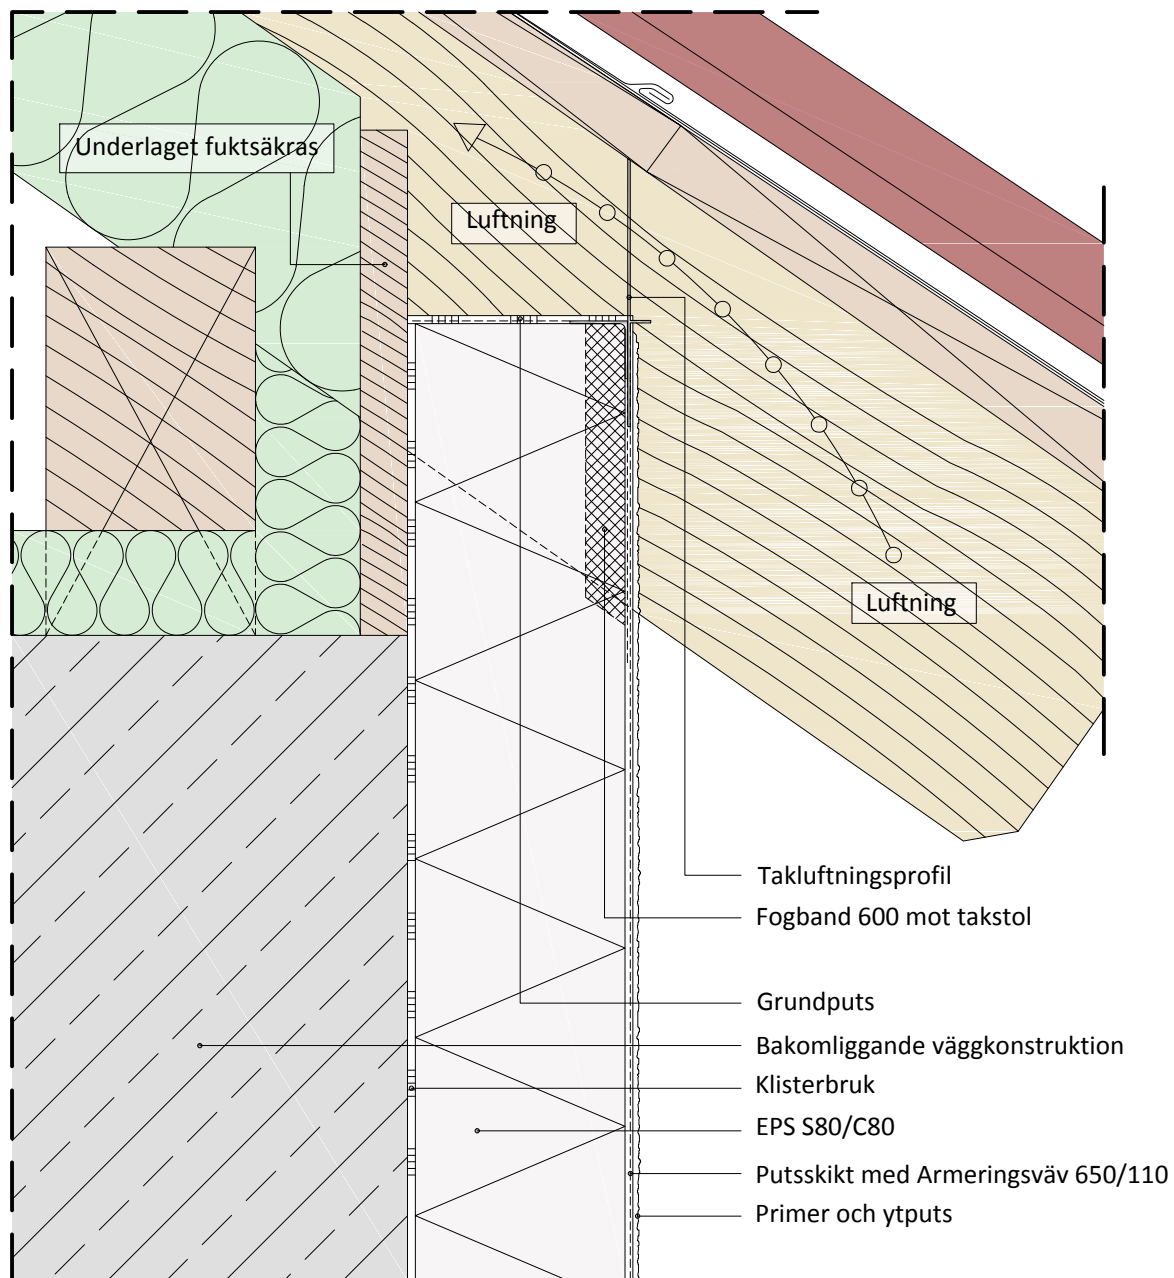 Underlaget fuktsäkras
Luftning
Luftning
Takluftningsprofil
Fogband 600 mot takstol
Grundputs
Bakomliggande väggkonstruktion
Klisterbruk
EPS S80/C80
Putsskikt med Armeringsväv 650/110
Primer och ytputs